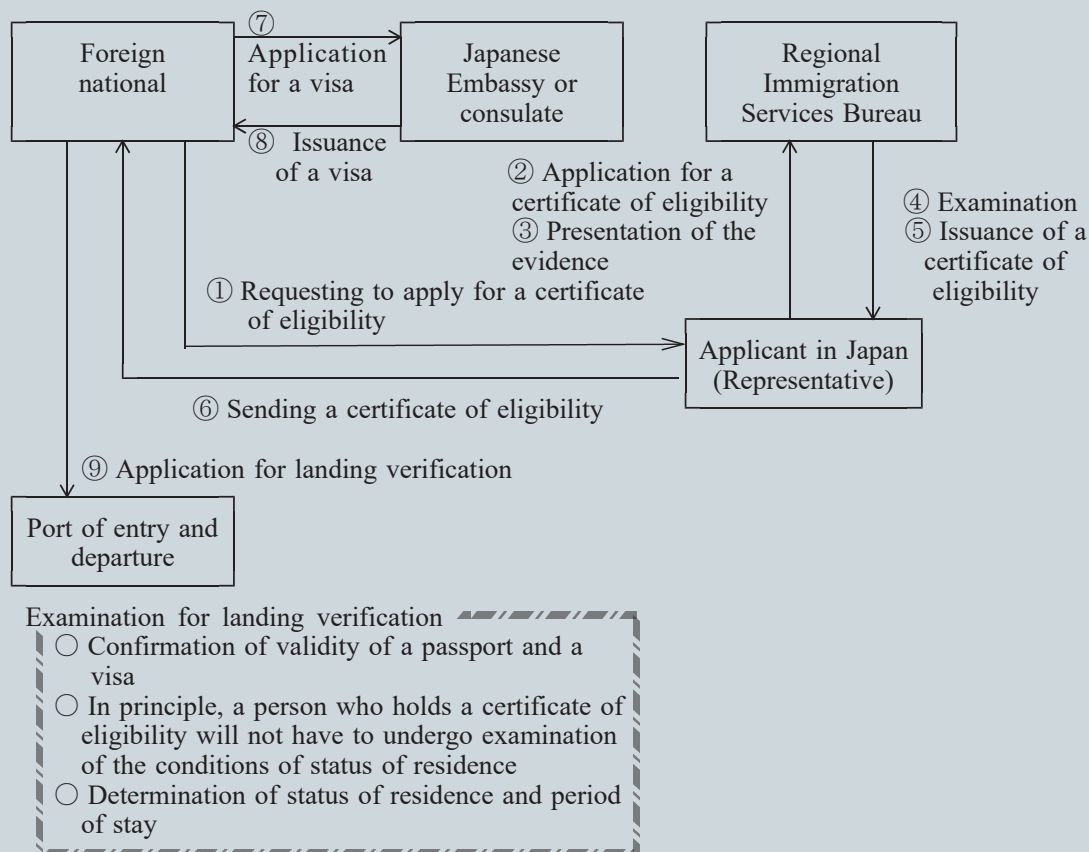 Foreign
national
⑦
Application
for a visa
Japanese
Embassy or
consulate
Regional
Immigration
Services Bureau
⑧ Issuance
of a visa
② Application for a
certificate of eligibility
③ Presentation of the
evidence
④ Examination
⑤ Issuance of a
certificate of
eligibility
① Requesting to apply for a certificate
of eligibility
Applicant in Japan
(Representative)
⑥ Sending a certificate of eligibility
⑨ Application for landing verification
Port of entry and
departure
Examination for landing verification
○ Confirmation of validity of a passport and a
visa
○ In principle, a person who holds a certificate of
eligibility will not have to undergo examination
of the conditions of status of residence
○ Determination of status of residence and period
of stay